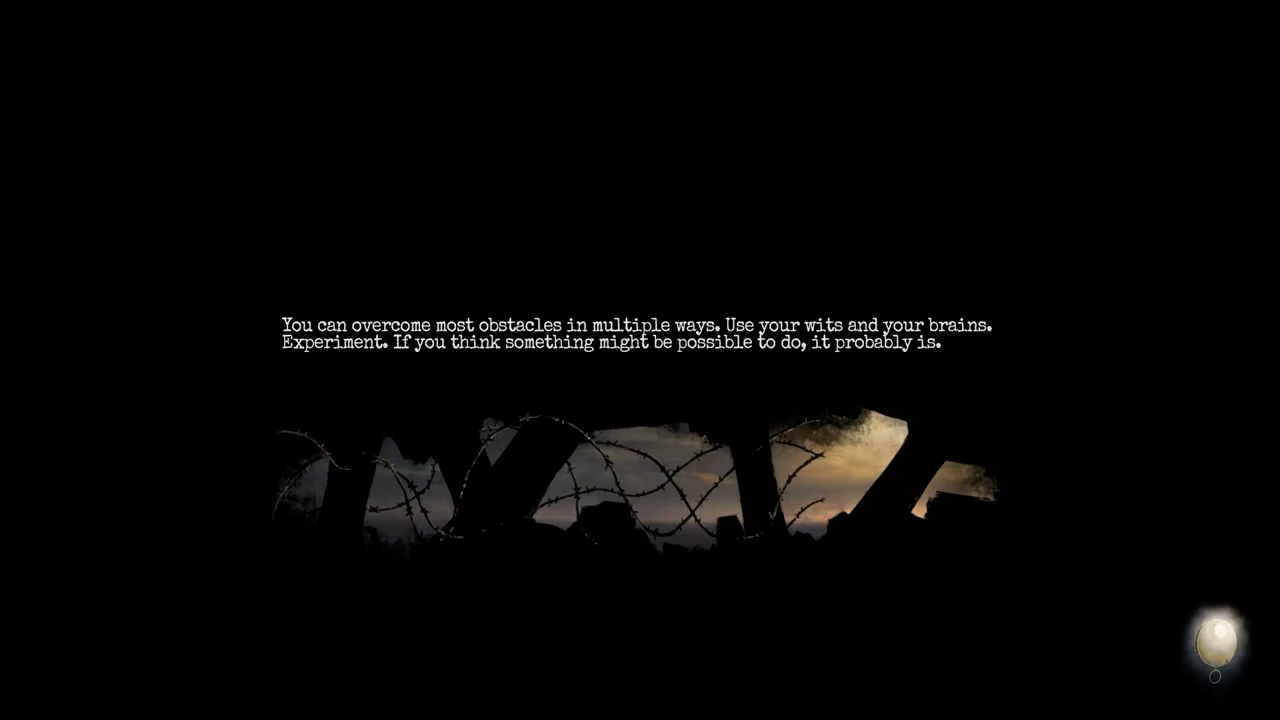 You can overcome most obstacles in multiple ways. Use your wits and your brains.
Experiment. If you think something might be possible to do, it probably is.